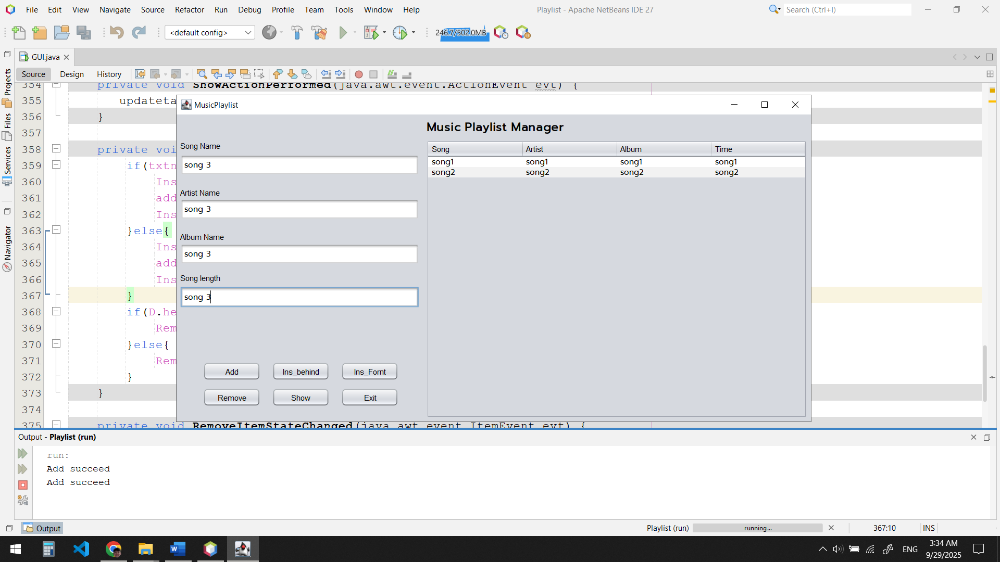 File Edit View Navigate Source Refactor Run Debug Profile Team Tools Window Help
Playlist - Apache NetBeans IDE 27
Search (Ctrl+I)
<default config>
246.7/502.0MB
GUI.java
Source Design History
Projects
Files
Services
Navigator
354 private void ShowActionPerformed(java.awt.event.ActionEvent evt) {
355 updateta
356 }
357
358 private voi
359 if(txtn
360 Ins
361 add
362 Ins
363 }else{
364 Ins
365 add
366 Ins
367 }
368 if(D.he
369 Rem
370 }else{
371 Rem
372 }
373 }
374
375 private void RemoveItemStateChanged(java.awt.event.ItemEvent evt) {
MusicPlaylist
Music Playlist Manager
Song Name
song 3
Artist Name
song 3
Album Name
song 3
Song length
song 3
Add Ins_behind Ins_Fornt
Remove Show Exit
Song Artist Album Time
song1 song1 song1 song1
song2 song2 song2 song2
Output - Playlist (run)
run:
Add succeed
Add succeed
Output
Playlist (run) running... 367:10 INS
ENG
3:34 AM
9/29/2025